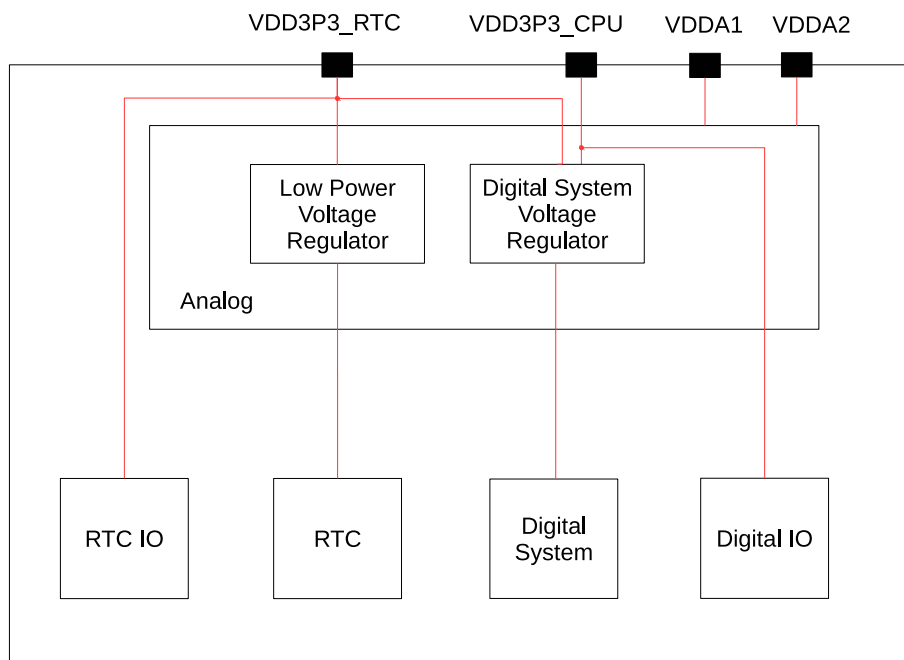 VDD3P3_RTC
VDD3P3_CPU
VDDA1
VDDA2
Low Power
Voltage
Regulator
Digital System
Voltage
Regulator
Analog
RTC IO
RTC
Digital
System
Digital IO